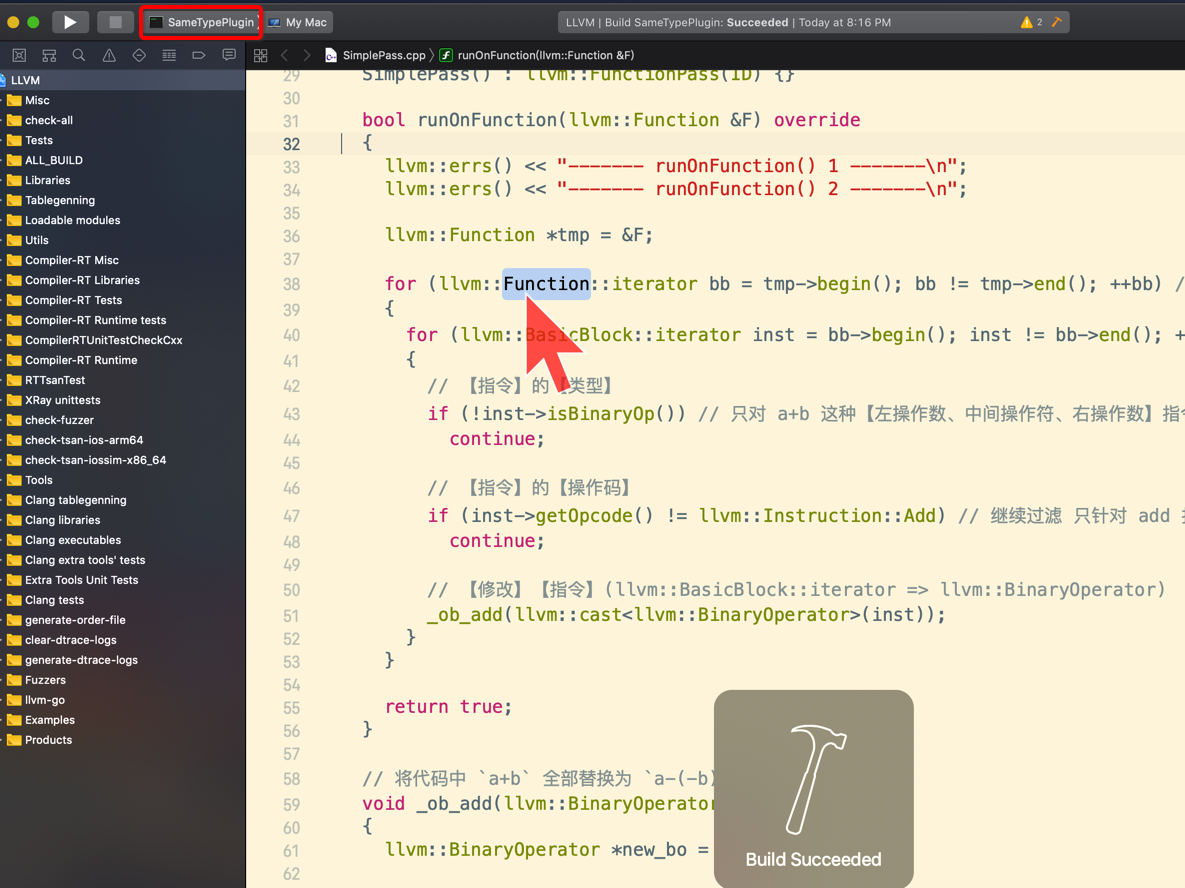 SameTypePlugin
My Mac
LLVM | Build SameTypePlugin: Succeeded | Today at 8:16 PM
2
SimplePass.cpp
runOnFunction(llvm::Function &F)
LLVM
Misc
check-all
Tests
ALL_BUILD
Libraries
Tablegenning
Loadable modules
Utils
Compiler-RT Misc
Compiler-RT Libraries
Compiler-RT Tests
Compiler-RT Runtime tests
CompilerRTUnitTestCheckCxx
Compiler-RT Runtime
RTTsanTest
XRay unittests
check-fuzzer
check-tsan-ios-arm64
check-tsan-iossim-x86_64
Tools
Clang tablegenning
Clang libraries
Clang executables
Clang extra tools' tests
Extra Tools Unit Tests
Clang tests
generate-order-file
clear-dtrace-logs
generate-dtrace-logs
Fuzzers
llvm-go
Examples
Products
29 SimplePass() : llvm::FunctionPass(ID) {}
30
31 bool runOnFunction(llvm::Function &F) override
32 {
33 llvm::errs() << "------- runOnFunction() 1 -------\n";
34 llvm::errs() << "------- runOnFunction() 2 -------\n";
35
36 llvm::Function *tmp = &F;
37
38 for (llvm::Function::iterator bb = tmp->begin(); bb != tmp->end(); ++bb) /
39 {
40 for (llvm::BasicBlock::iterator inst = bb->begin(); inst != bb->end(); +
41 {
42 // 【指令】的【类型】
43 if (!inst->isBinaryOp()) // 只对 a+b 这种【左操作数、中间操作符、右操作数】指令
44 continue;
45
46 // 【指令】的【操作码】
47 if (inst->getOpcode() != llvm::Instruction::Add) // 继续过滤 只针对 add
48 continue;
49
50 // 【修改】【指令】(llvm::BasicBlock::iterator => llvm::BinaryOperator)
51 _ob_add(llvm::cast<llvm::BinaryOperator>(inst));
52 }
53 }
54
55 return true;
56 }
57
58 // 将代码中 `a+b` 全部替换为 `a-(-b)
59 void _ob_add(llvm::BinaryOperator
60 {
61 llvm::BinaryOperator *new_bo =
62
Build Succeeded